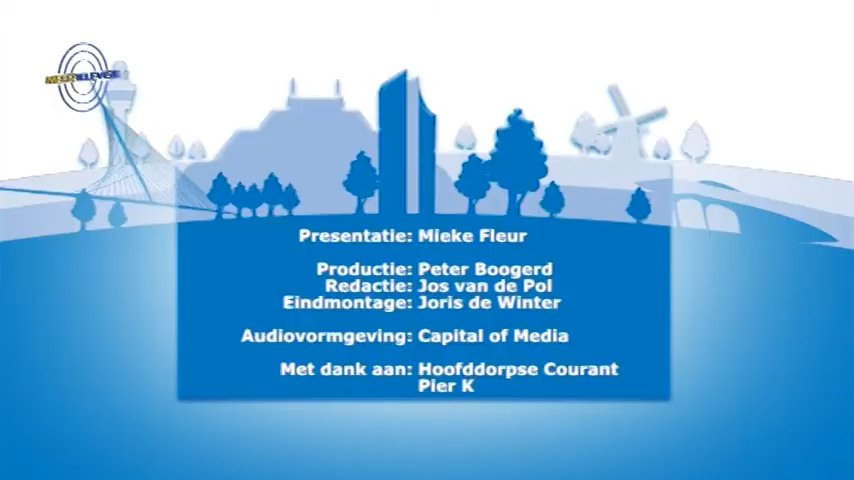 Presentatie: Mieke Fleur
Productie: Peter Boogerd
Redactie: Jos van de Pol
Eindmontage: Joris de Winter
Audiovormgeving: Capital of Media
Met dank aan: Hoofddorpse Courant
Pier K